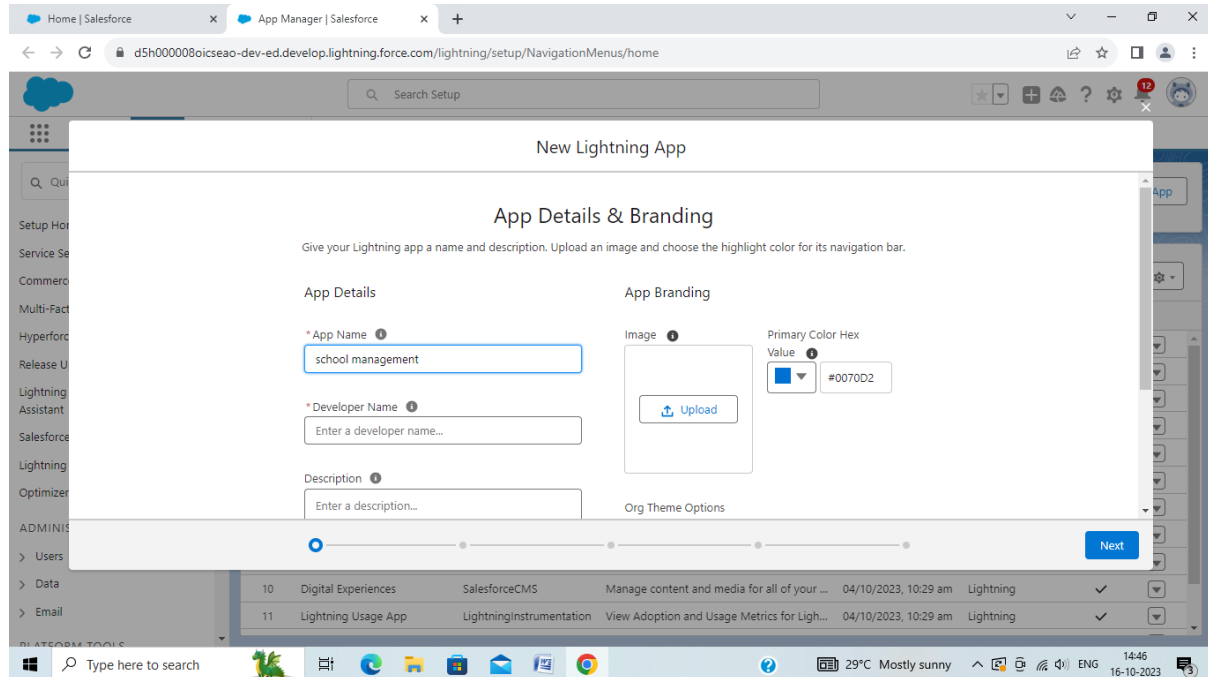 Home | Salesforce
App Manager | Salesforce
d5h000008oicseao-dev-ed.develop.lightning.force.com/lightning/setup/NavigationMenus/home
Search Setup
12
New Lightning App
Qui
App
App Details & Branding
Setup Hom
Give your Lightning app a name and description. Upload an image and choose the highlight color for its navigation bar.
Service Se
Commerc
App Details
App Branding
Multi-Fact
*App Name
Image
Primary Color Hex
Value
Hyperforc
school management
#0070D2
Release U
Lightning
Assistant
*Developer Name
Upload
Enter a developer name...
Salesforce
Lightning
Description
Optimizer
Enter a description...
Org Theme Options
ADMINIS
Users
Next
Data
10 Digital Experiences SalesforceCMS Manage content and media for all of your ... 04/10/2023, 10:29 am Lightning
Email
11 Lightning Usage App LightningInstrumentation View Adoption and Usage Metrics for Ligh... 04/10/2023, 10:29 am Lightning
PLATFORM TOOLS
Type here to search
29°C Mostly sunny
ENG
14:46
16-10-2023
3